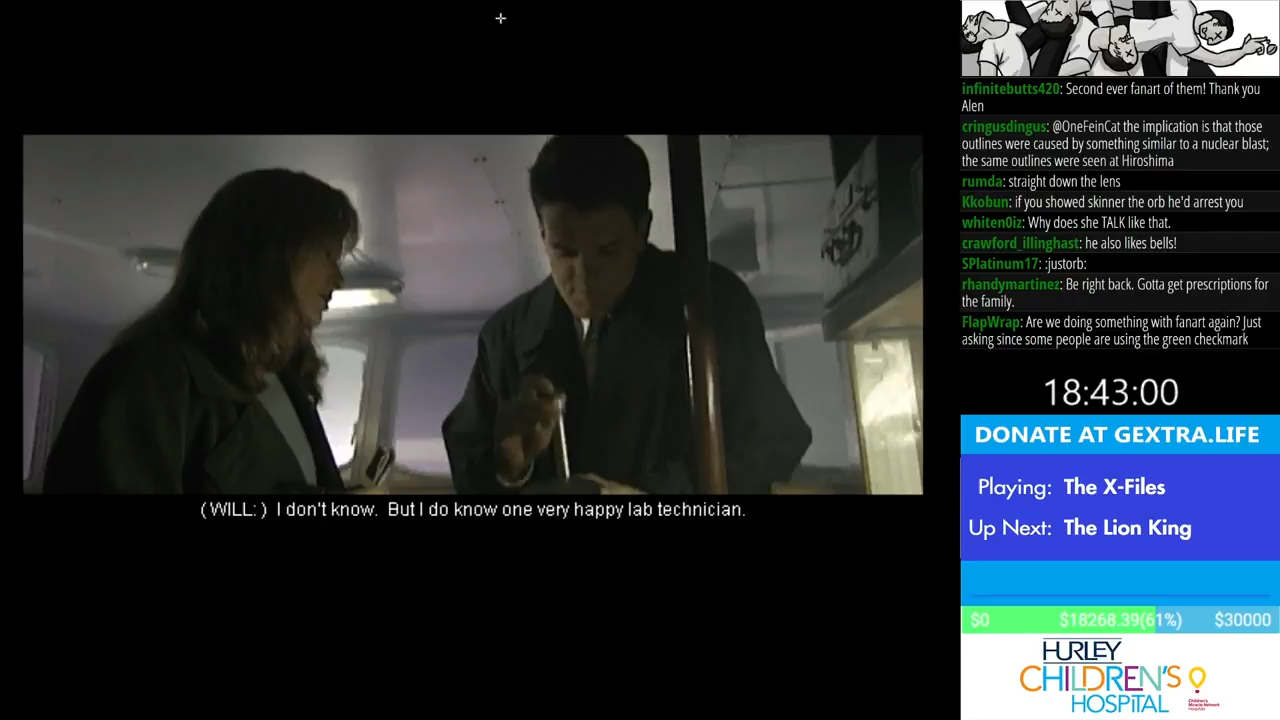 (WILL:) I don't know. But I do know one very happy lab technician.
infinitebutts420: Second ever fanart of them! Thank you
Alen
cringusdingus: @OneFeinCat the implication is that those
outlines were caused by something similar to a nuclear blast;
the same outlines were seen at Hiroshima
rumda: straight down the lens
Kkobun: if you showed skinner the orb he'd arrest you
whiten0iz: Why does she TALK like that.
crawford_illinghast: he also likes bells!
SPlatinum17: :justorb:
rhandymartinez: Be right back. Gotta get prescriptions for
the family.
FlapWrap: Are we doing something with fanart again? Just
asking since some people are using the green checkmark
18:43:00
DONATE AT GEXTRA.LIFE
Playing: The X-Files
Up Next: The Lion King
$0 $18268.39(61%) $30000
HURLEY
CHILDREN'S
HOSPITAL
Children's
Miracle Network
Hospitals